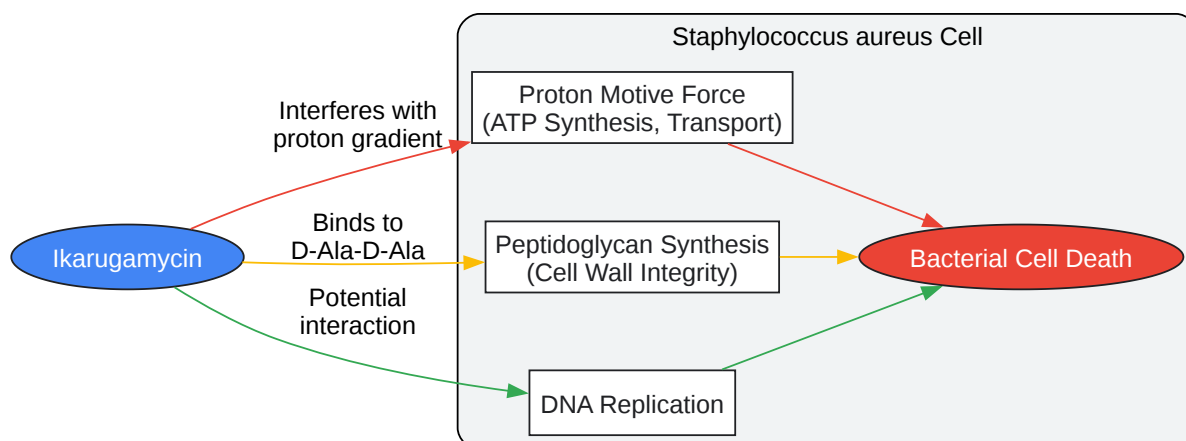 Staphylococcus aureus Cell
Interferes with
proton gradient
Proton Motive Force
(ATP Synthesis, Transport)
Ikarugamycin
Binds to
D-Ala-D-Ala
Peptidoglycan Synthesis
(Cell Wall Integrity)
Bacterial Cell Death
Potential
interaction
DNA Replication